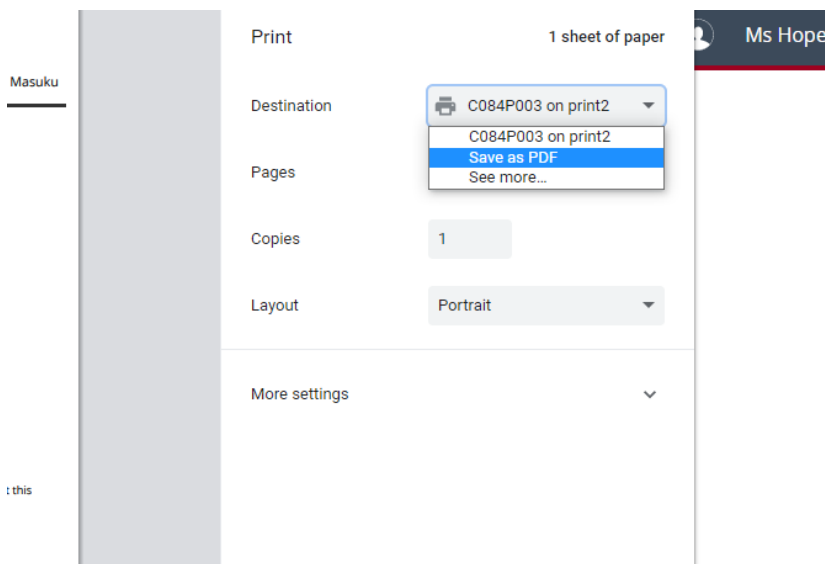 Print 1 sheet of paper
Ms Hope
Masuku
Destination C084P003 on print2
C084P003 on print2
Save as PDF
See more...
Pages
Copies 1
Layout Portrait
More settings
t this